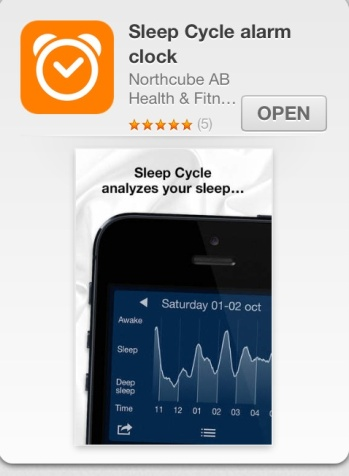 Sleep Cycle alarm
clock
Northcube AB
Health & Fitn...
(5)
OPEN
Sleep Cycle
analyzes your sleep...
Saturday 01-02 oct
Awake
Sleep
Deep
sleep
Time 11 12 01 02 03 04